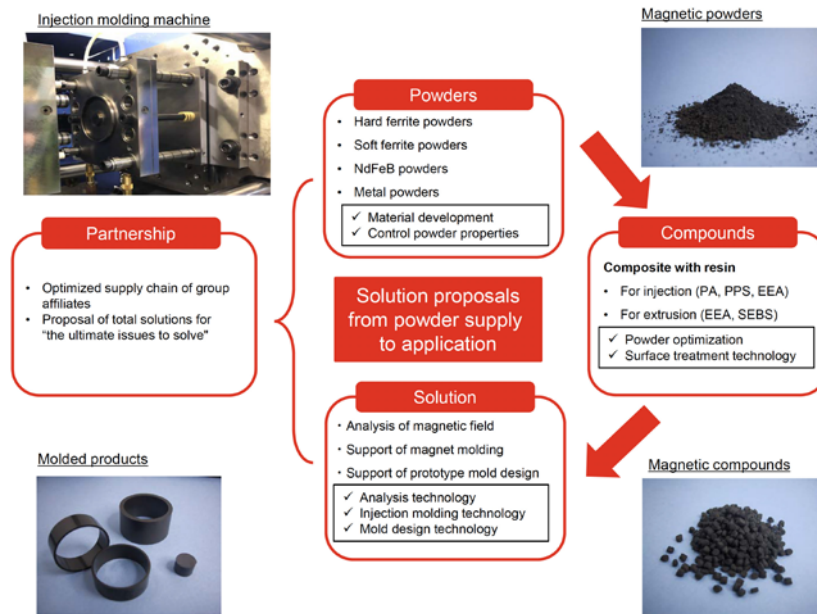 Injection molding machine
Magnetic powders
Powders
• Hard ferrite powders
• Soft ferrite powders
• NdFeB powders
• Metal powders
✓ Material development
✓ Control powder properties
Partnership
• Optimized supply chain of group
affiliates
• Proposal of total solutions for
"the ultimate issues to solve"
Compounds
Composite with resin
• For injection (PA, PPS, EEA)
• For extrusion (EEA, SEBS)
✓ Powder optimization
✓ Surface treatment technology
Solution proposals
from powder supply
to application
Solution
・Analysis of magnetic field
・Support of magnet molding
・Support of prototype mold design
✓ Analysis technology
✓ Injection molding technology
✓ Mold design technology
Molded products
Magnetic compounds